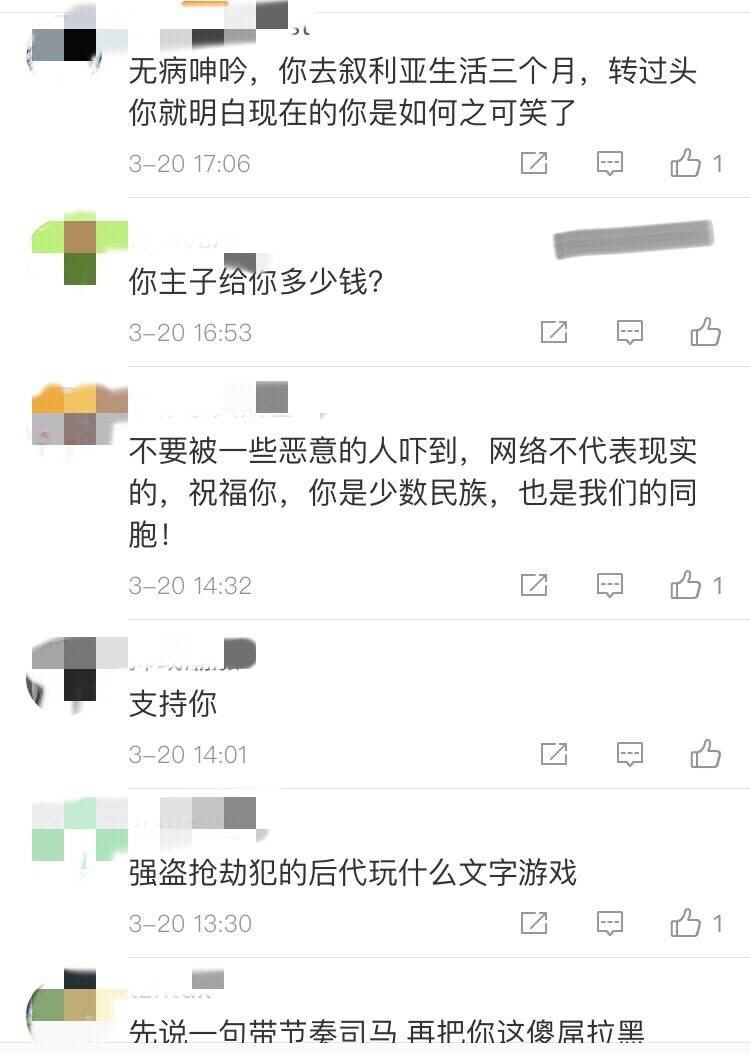 无病呻吟，你去叙利亚生活三个月，转过头
你就明白现在的你是如何之可笑了
3-20 17:06
1
你主子给你多少钱？
3-20 16:53
不要被一些恶意的人吓到，网络不代表现实
的，祝福你，你是少数民族，也是我们的同
胞！
3-20 14:32
1
支持你
3-20 14:01
强盗抢劫犯的后代玩什么文字游戏
3-20 13:30
1
先说一句带节奏司马 再把你这傻屌拉黑